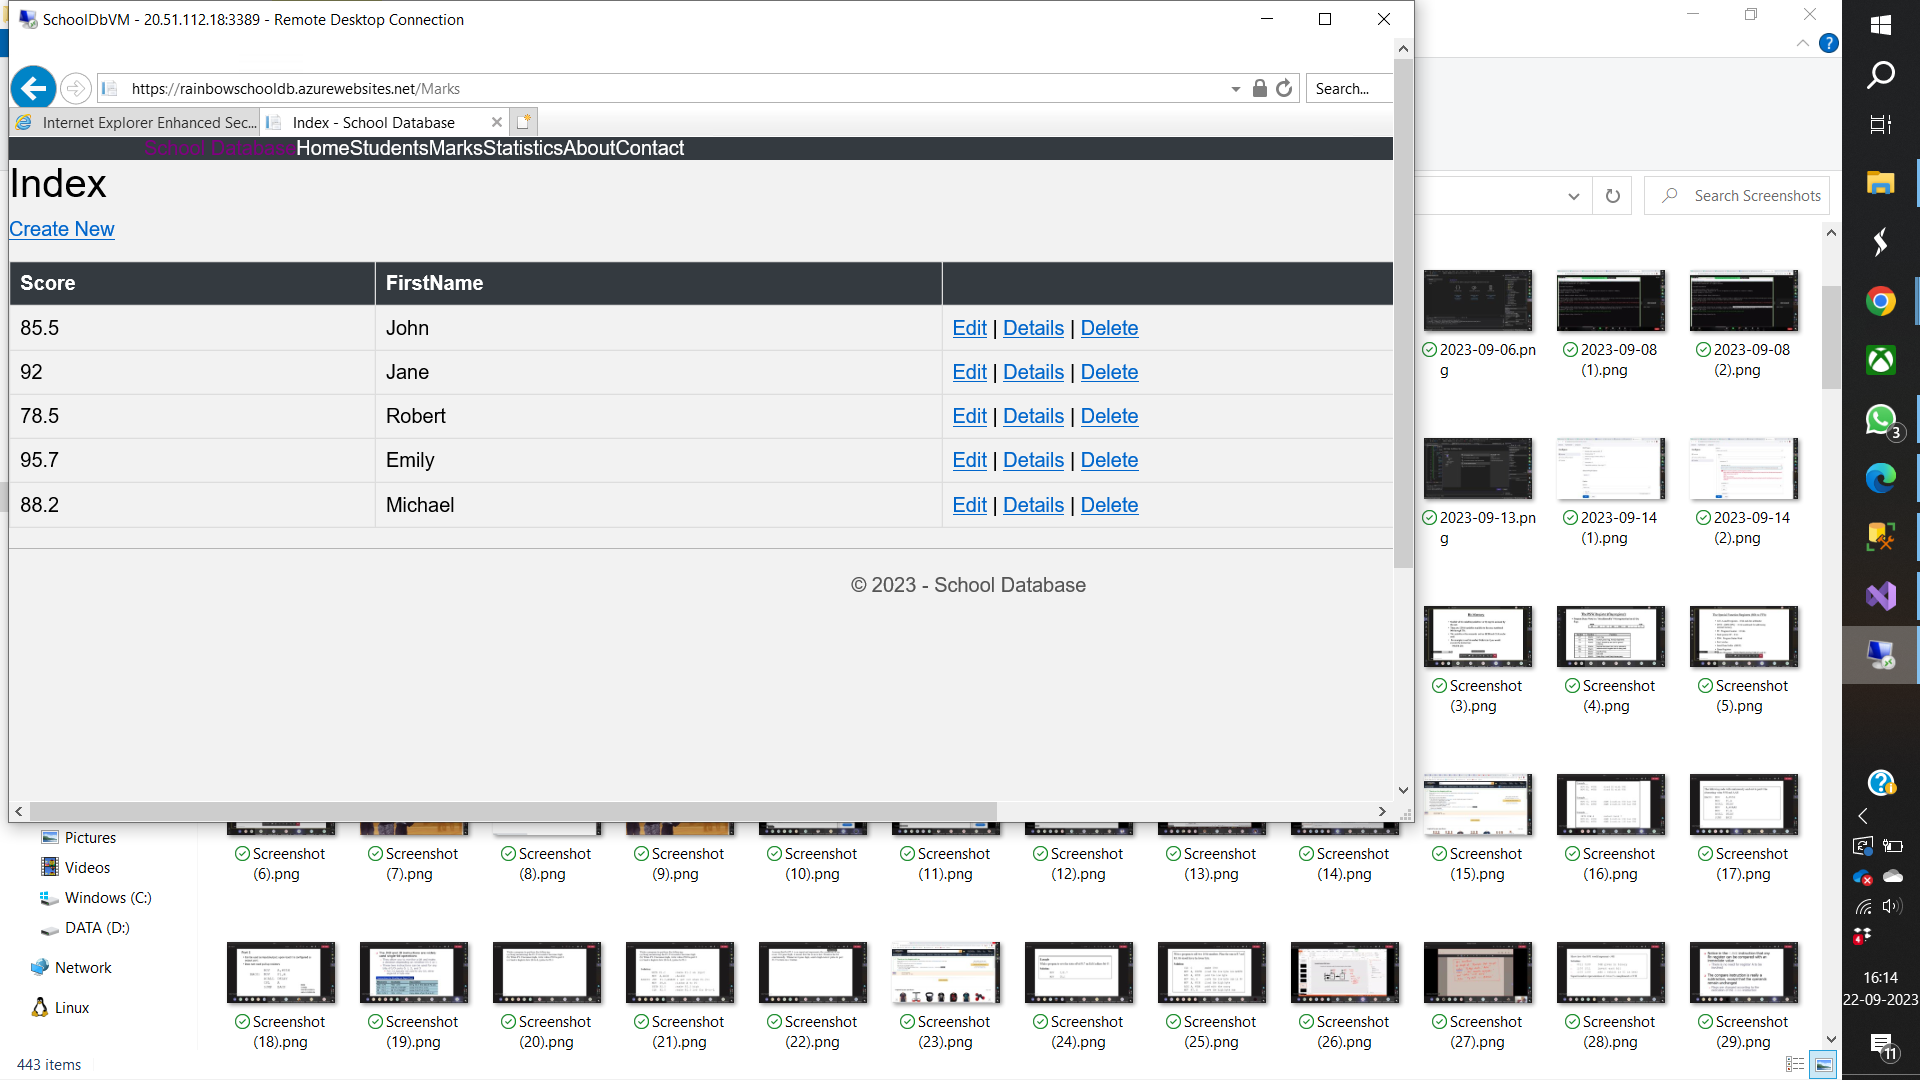 SchoolDbVM - 20.51.112.18:3389 - Remote Desktop Connection
https://rainbowschooldb.azurewebsites.net/Marks
Search...
Internet Explorer Enhanced Sec...
Index - School Database
School Database Home Students Marks Statistics About Contact
Index
Create New
Score FirstName
85.5 John Edit | Details | Delete
92 Jane Edit | Details | Delete
78.5 Robert Edit | Details | Delete
95.7 Emily Edit | Details | Delete
88.2 Michael Edit | Details | Delete
© 2023 - School Database
Search Screenshots
2023-09-06.png
2023-09-08 (1).png
2023-09-08 (2).png
2023-09-13.png
2023-09-14 (1).png
2023-09-14 (2).png
Screenshot (3).png
Screenshot (4).png
Screenshot (5).png
Pictures
Videos
Windows (C:)
DATA (D:)
Network
Linux
Screenshot (6).png
Screenshot (7).png
Screenshot (8).png
Screenshot (9).png
Screenshot (10).png
Screenshot (11).png
Screenshot (12).png
Screenshot (13).png
Screenshot (14).png
Screenshot (15).png
Screenshot (16).png
Screenshot (17).png
Screenshot (18).png
Screenshot (19).png
Screenshot (20).png
Screenshot (21).png
Screenshot (22).png
Screenshot (23).png
Screenshot (24).png
Screenshot (25).png
Screenshot (26).png
Screenshot (27).png
Screenshot (28).png
Screenshot (29).png
443 items
3
4
16:14
22-09-2023
11